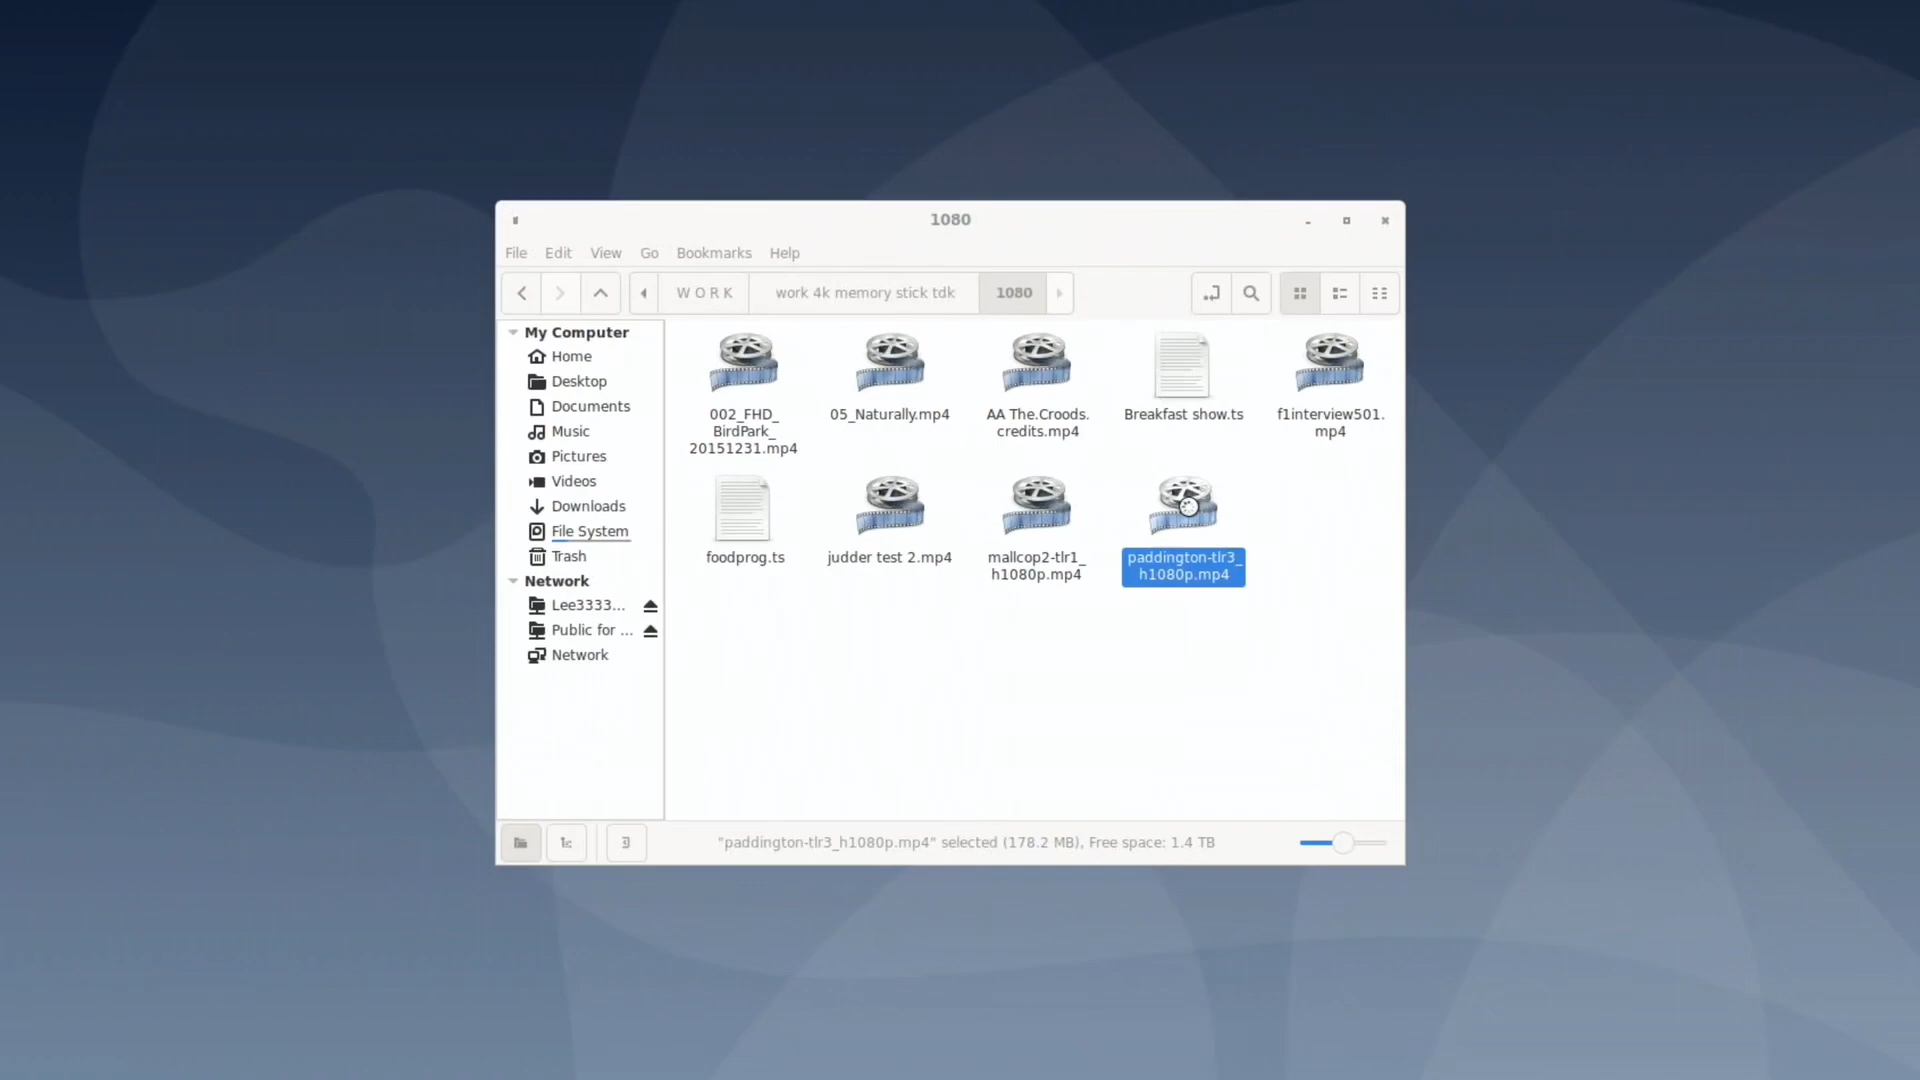 1080
File Edit View Go Bookmarks Help
W O R K work 4k memory stick tdk 1080
My Computer
Home
Desktop
Documents
Music
Pictures
Videos
Downloads
File System
Trash
Network
Lee3333...
Public for ...
Network
002_FHD_
BirdPark_
20151231.mp4
05_Naturally.mp4
AA The.Croods.
credits.mp4
Breakfast show.ts
f1interview501.
mp4
foodprog.ts
judder test 2.mp4
mallcop2-tlr1_
h1080p.mp4
paddington-tlr3_
h1080p.mp4
"paddington-tlr3_h1080p.mp4" selected (178.2 MB), Free space: 1.4 TB